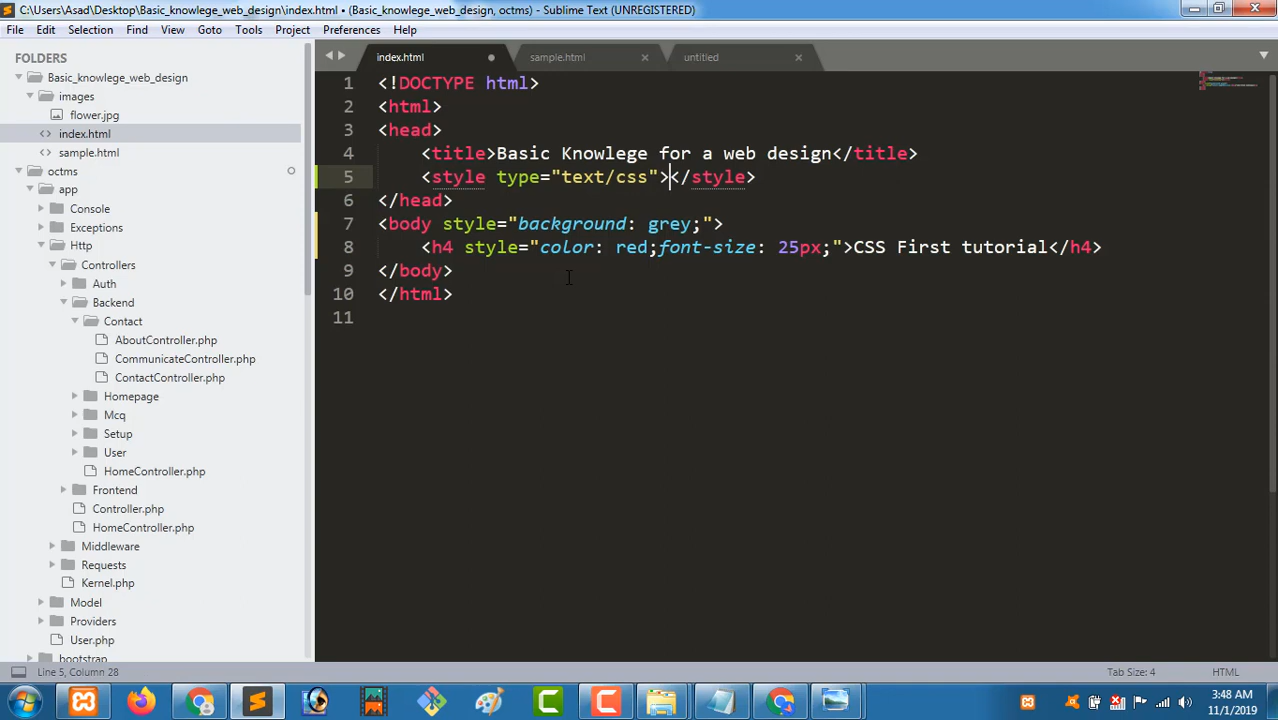 C:\Users\Asad\Desktop\Basic_knowlege_web_design\index.html • (Basic_knowlege_web_design, octms) - Sublime Text (UNREGISTERED)
File Edit Selection Find View Goto Tools Project Preferences Help
FOLDERS
Basic_knowlege_web_design
images
flower.jpg
index.html
sample.html
octms
app
Console
Exceptions
Http
Controllers
Auth
Backend
Contact
AboutController.php
CommunicateController.php
ContactController.php
Homepage
Mcq
Setup
User
HomeController.php
Frontend
Controller.php
HomeController.php
Middleware
Requests
Kernel.php
Model
Providers
User.php
bootstrap
index.html sample.html untitled
1 <!DOCTYPE html>
2 <html>
3 <head>
4 <title>Basic Knowlege for a web design</title>
5 <style type="text/css"></style>
6 </head>
7 <body style="background: grey;">
8 <h4 style="color: red;font-size: 25px;">CSS First tutorial</h4>
9 </body>
10 </html>
11
Line 5, Column 28 Tab Size: 4 HTML
3:48 AM
11/1/2019